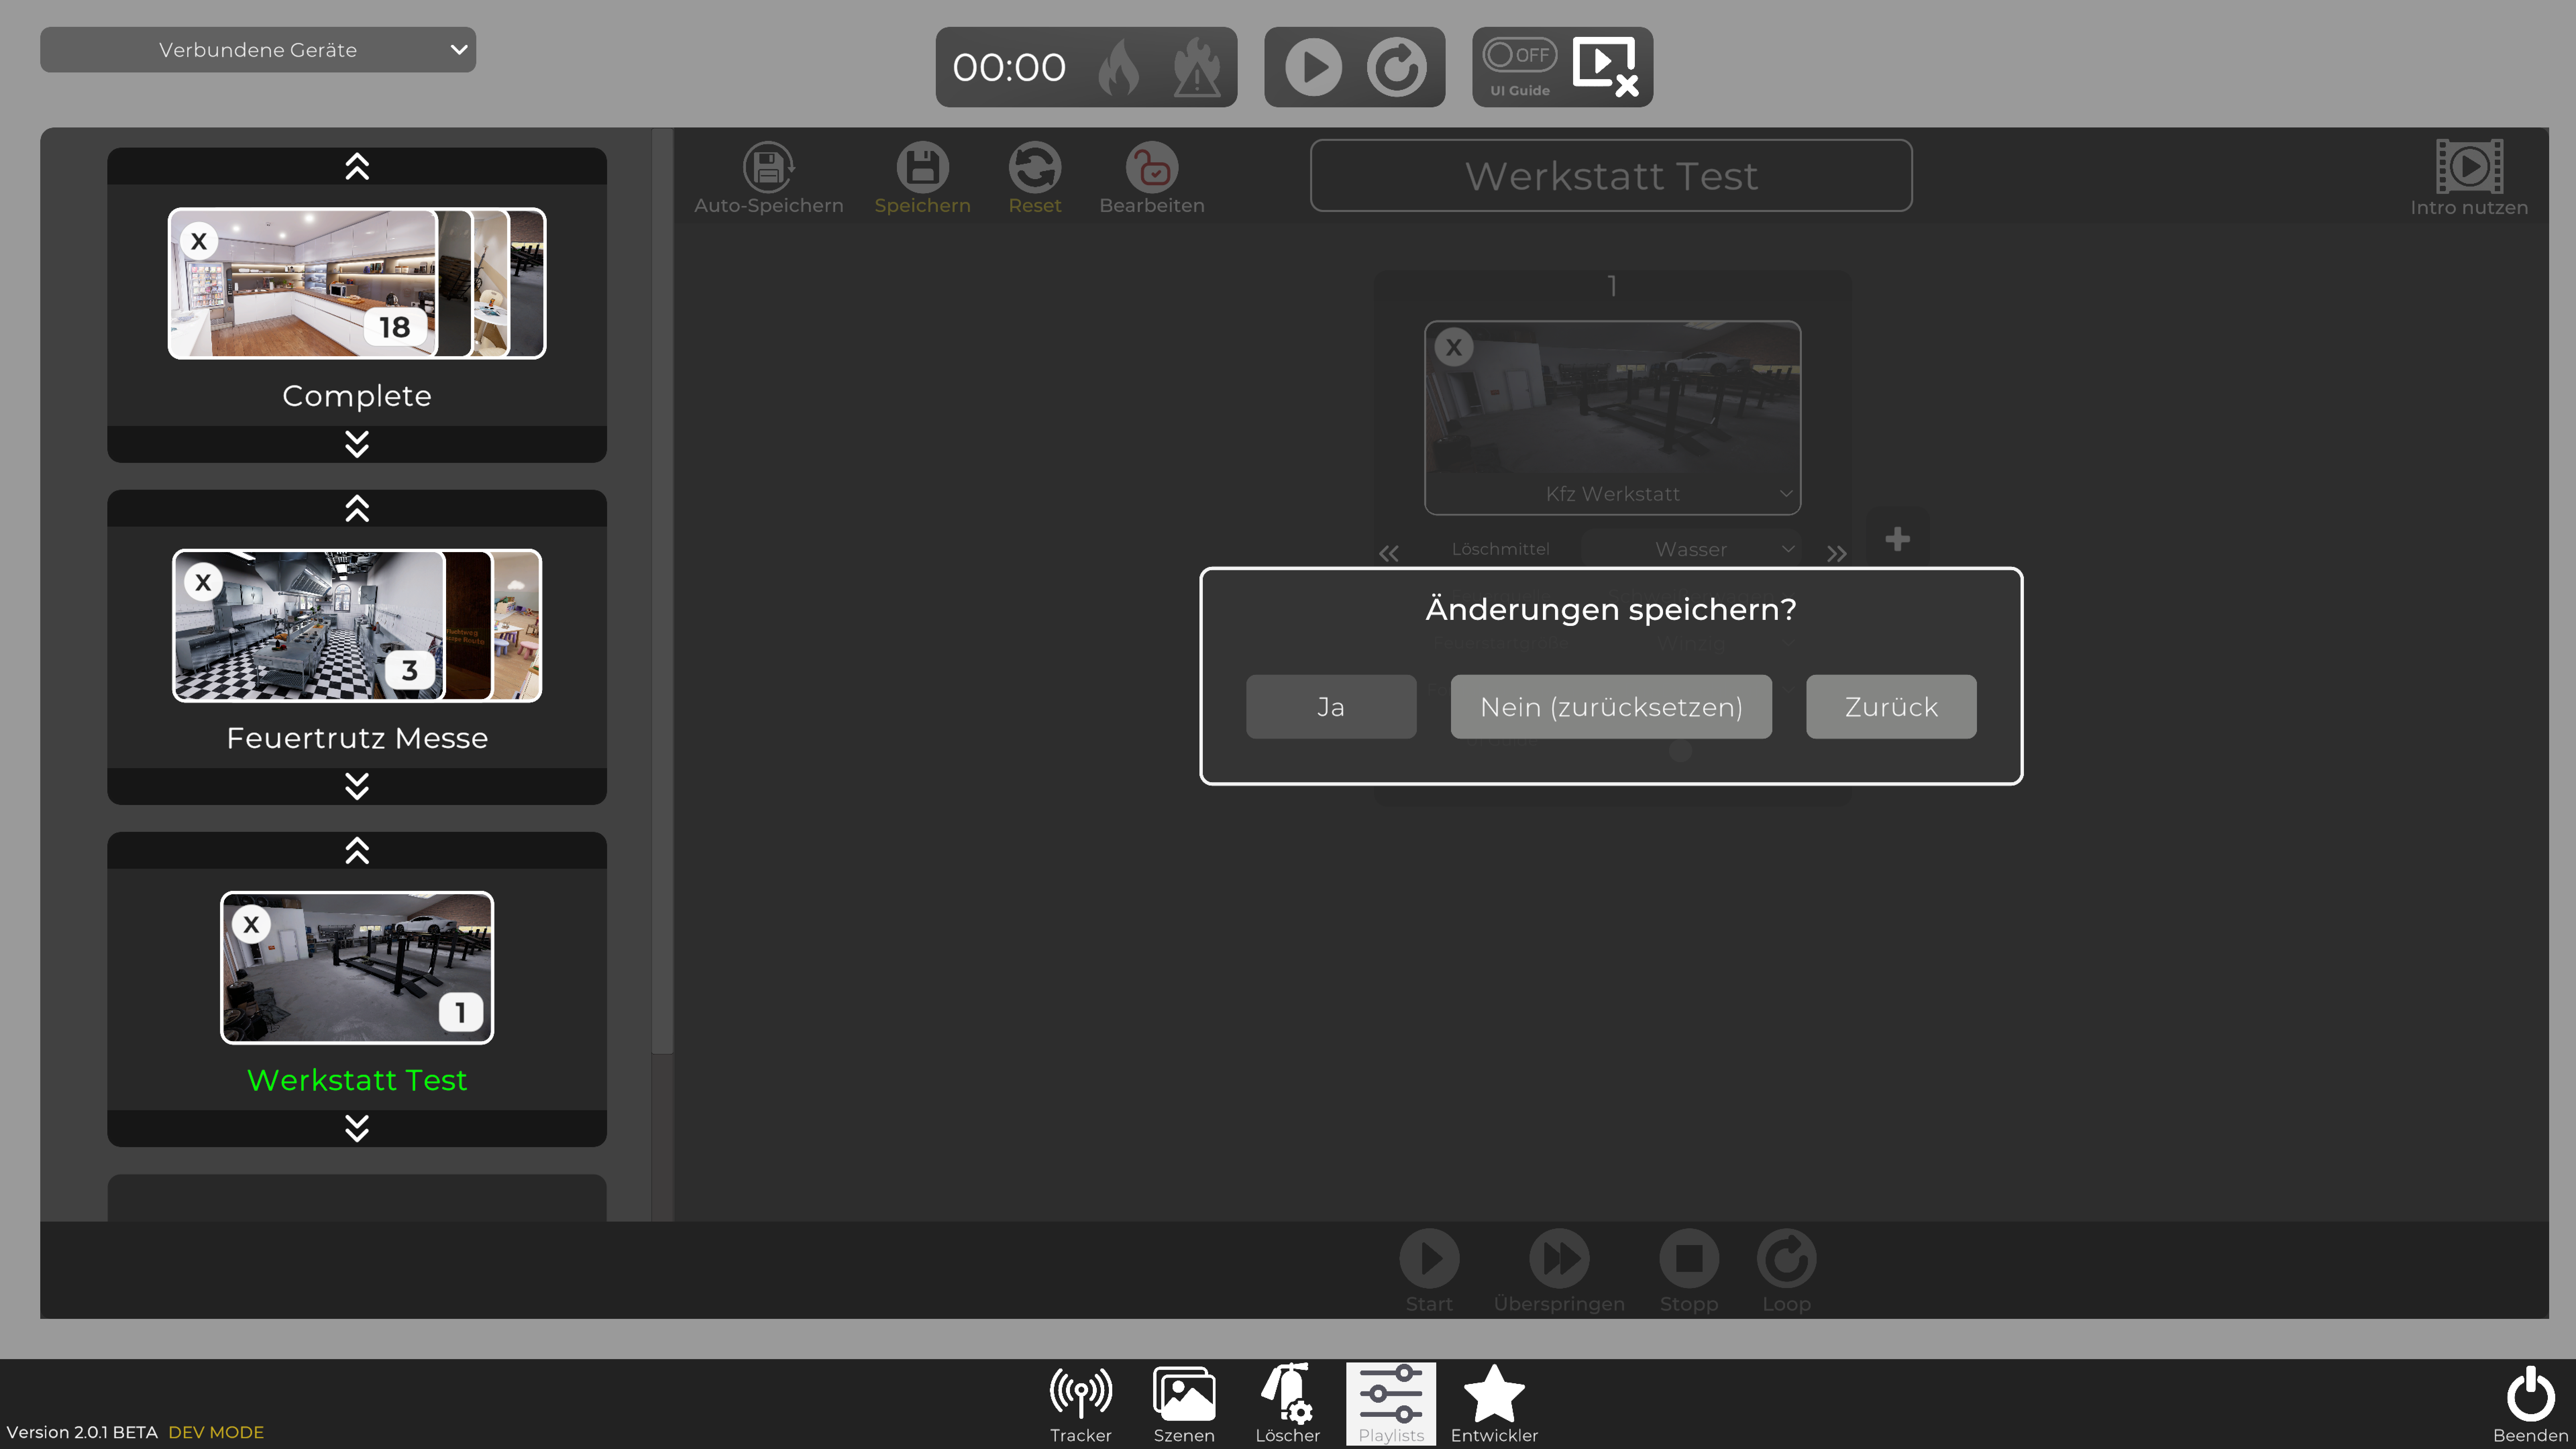 Verbundene Geräte
00:00
OFF
UI Guide
X
18
Complete
X
3
Feuertrutz Messe
X
1
Werkstatt Test
Auto-Speichern
Speichern
Reset
Bearbeiten
Werkstatt Test
Intro nutzen
1
X
Kfz Werkstatt
Löschmittel
Wasser
Änderungen speichern?
Winzig
Ja
Nein (zurücksetzen)
Zurück
Start
Überspringen
Stopp
Loop
Version 2.0.1 BETA DEV MODE
Tracker
Szenen
Löscher
Playlists
Entwickler
Beenden